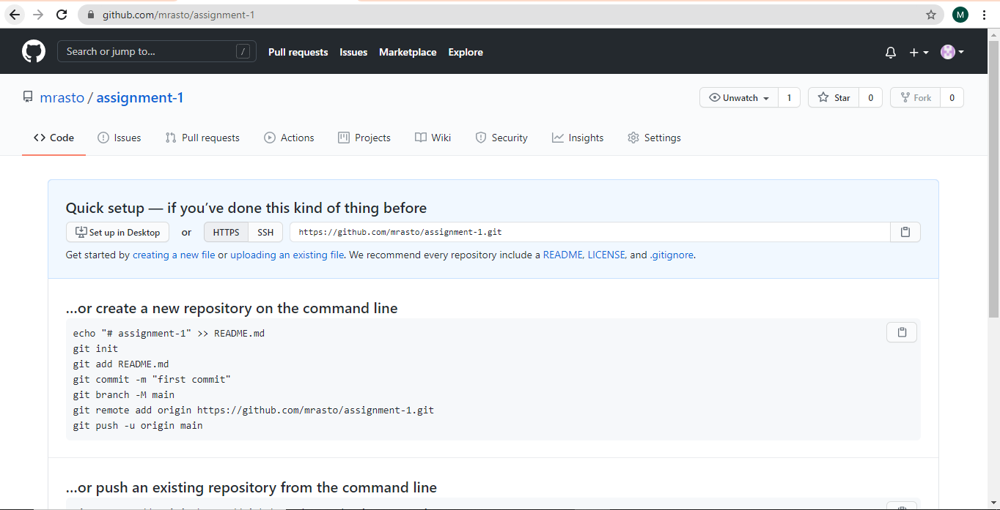 github.com/mrasto/assignment-1
M
Search or jump to... /
Pull requests Issues Marketplace Explore
mrasto / assignment-1
Unwatch 1 Star 0 Fork 0
Code Issues Pull requests Actions Projects Wiki Security Insights Settings
Quick setup — if you’ve done this kind of thing before
Set up in Desktop or HTTPS SSH https://github.com/mrasto/assignment-1.git
Get started by creating a new file or uploading an existing file. We recommend every repository include a README, LICENSE, and .gitignore.
…or create a new repository on the command line
echo "# assignment-1" >> README.md
git init
git add README.md
git commit -m "first commit"
git branch -M main
git remote add origin https://github.com/mrasto/assignment-1.git
git push -u origin main
…or push an existing repository from the command line